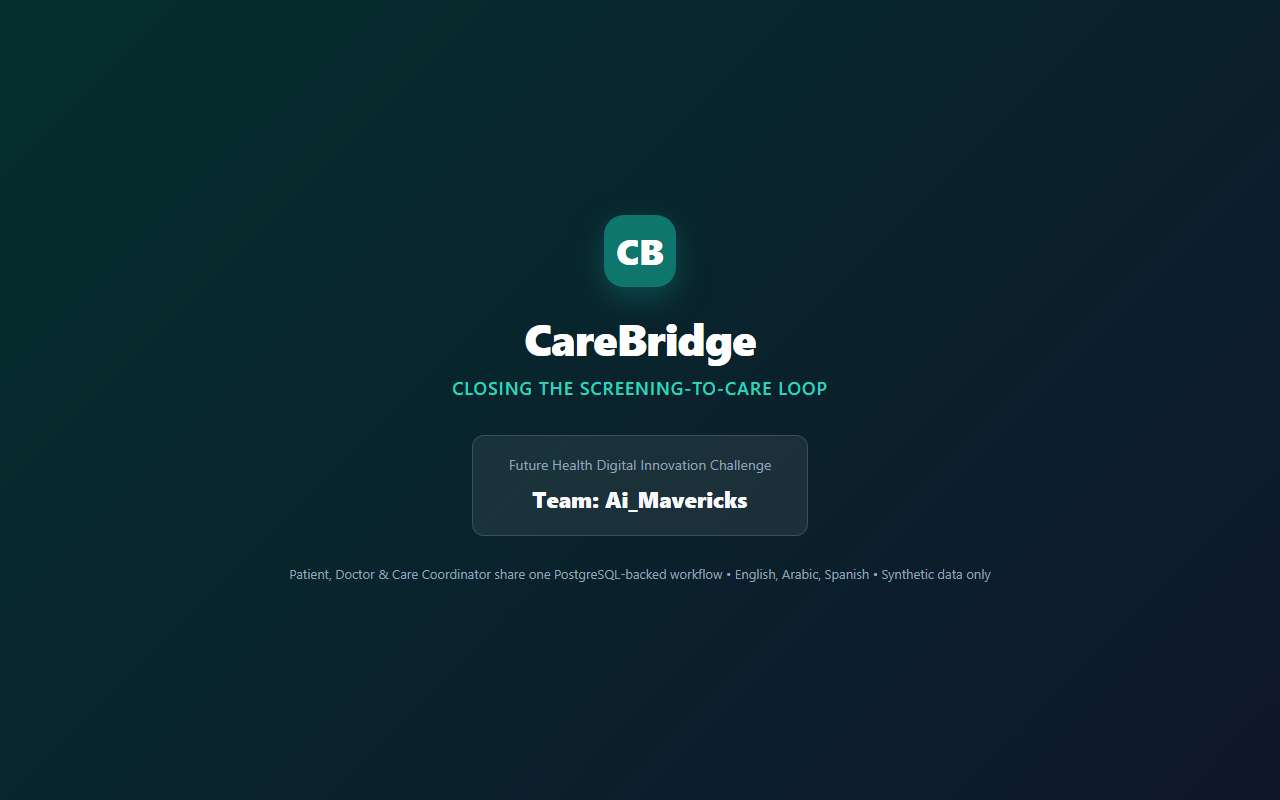 CB
CareBridge
CLOSING THE SCREENING-TO-CARE LOOP
Future Health Digital Innovation Challenge
Team: Ai_Mavericks
Patient, Doctor & Care Coordinator share one PostgreSQL-backed workflow • English, Arabic, Spanish • Synthetic data only